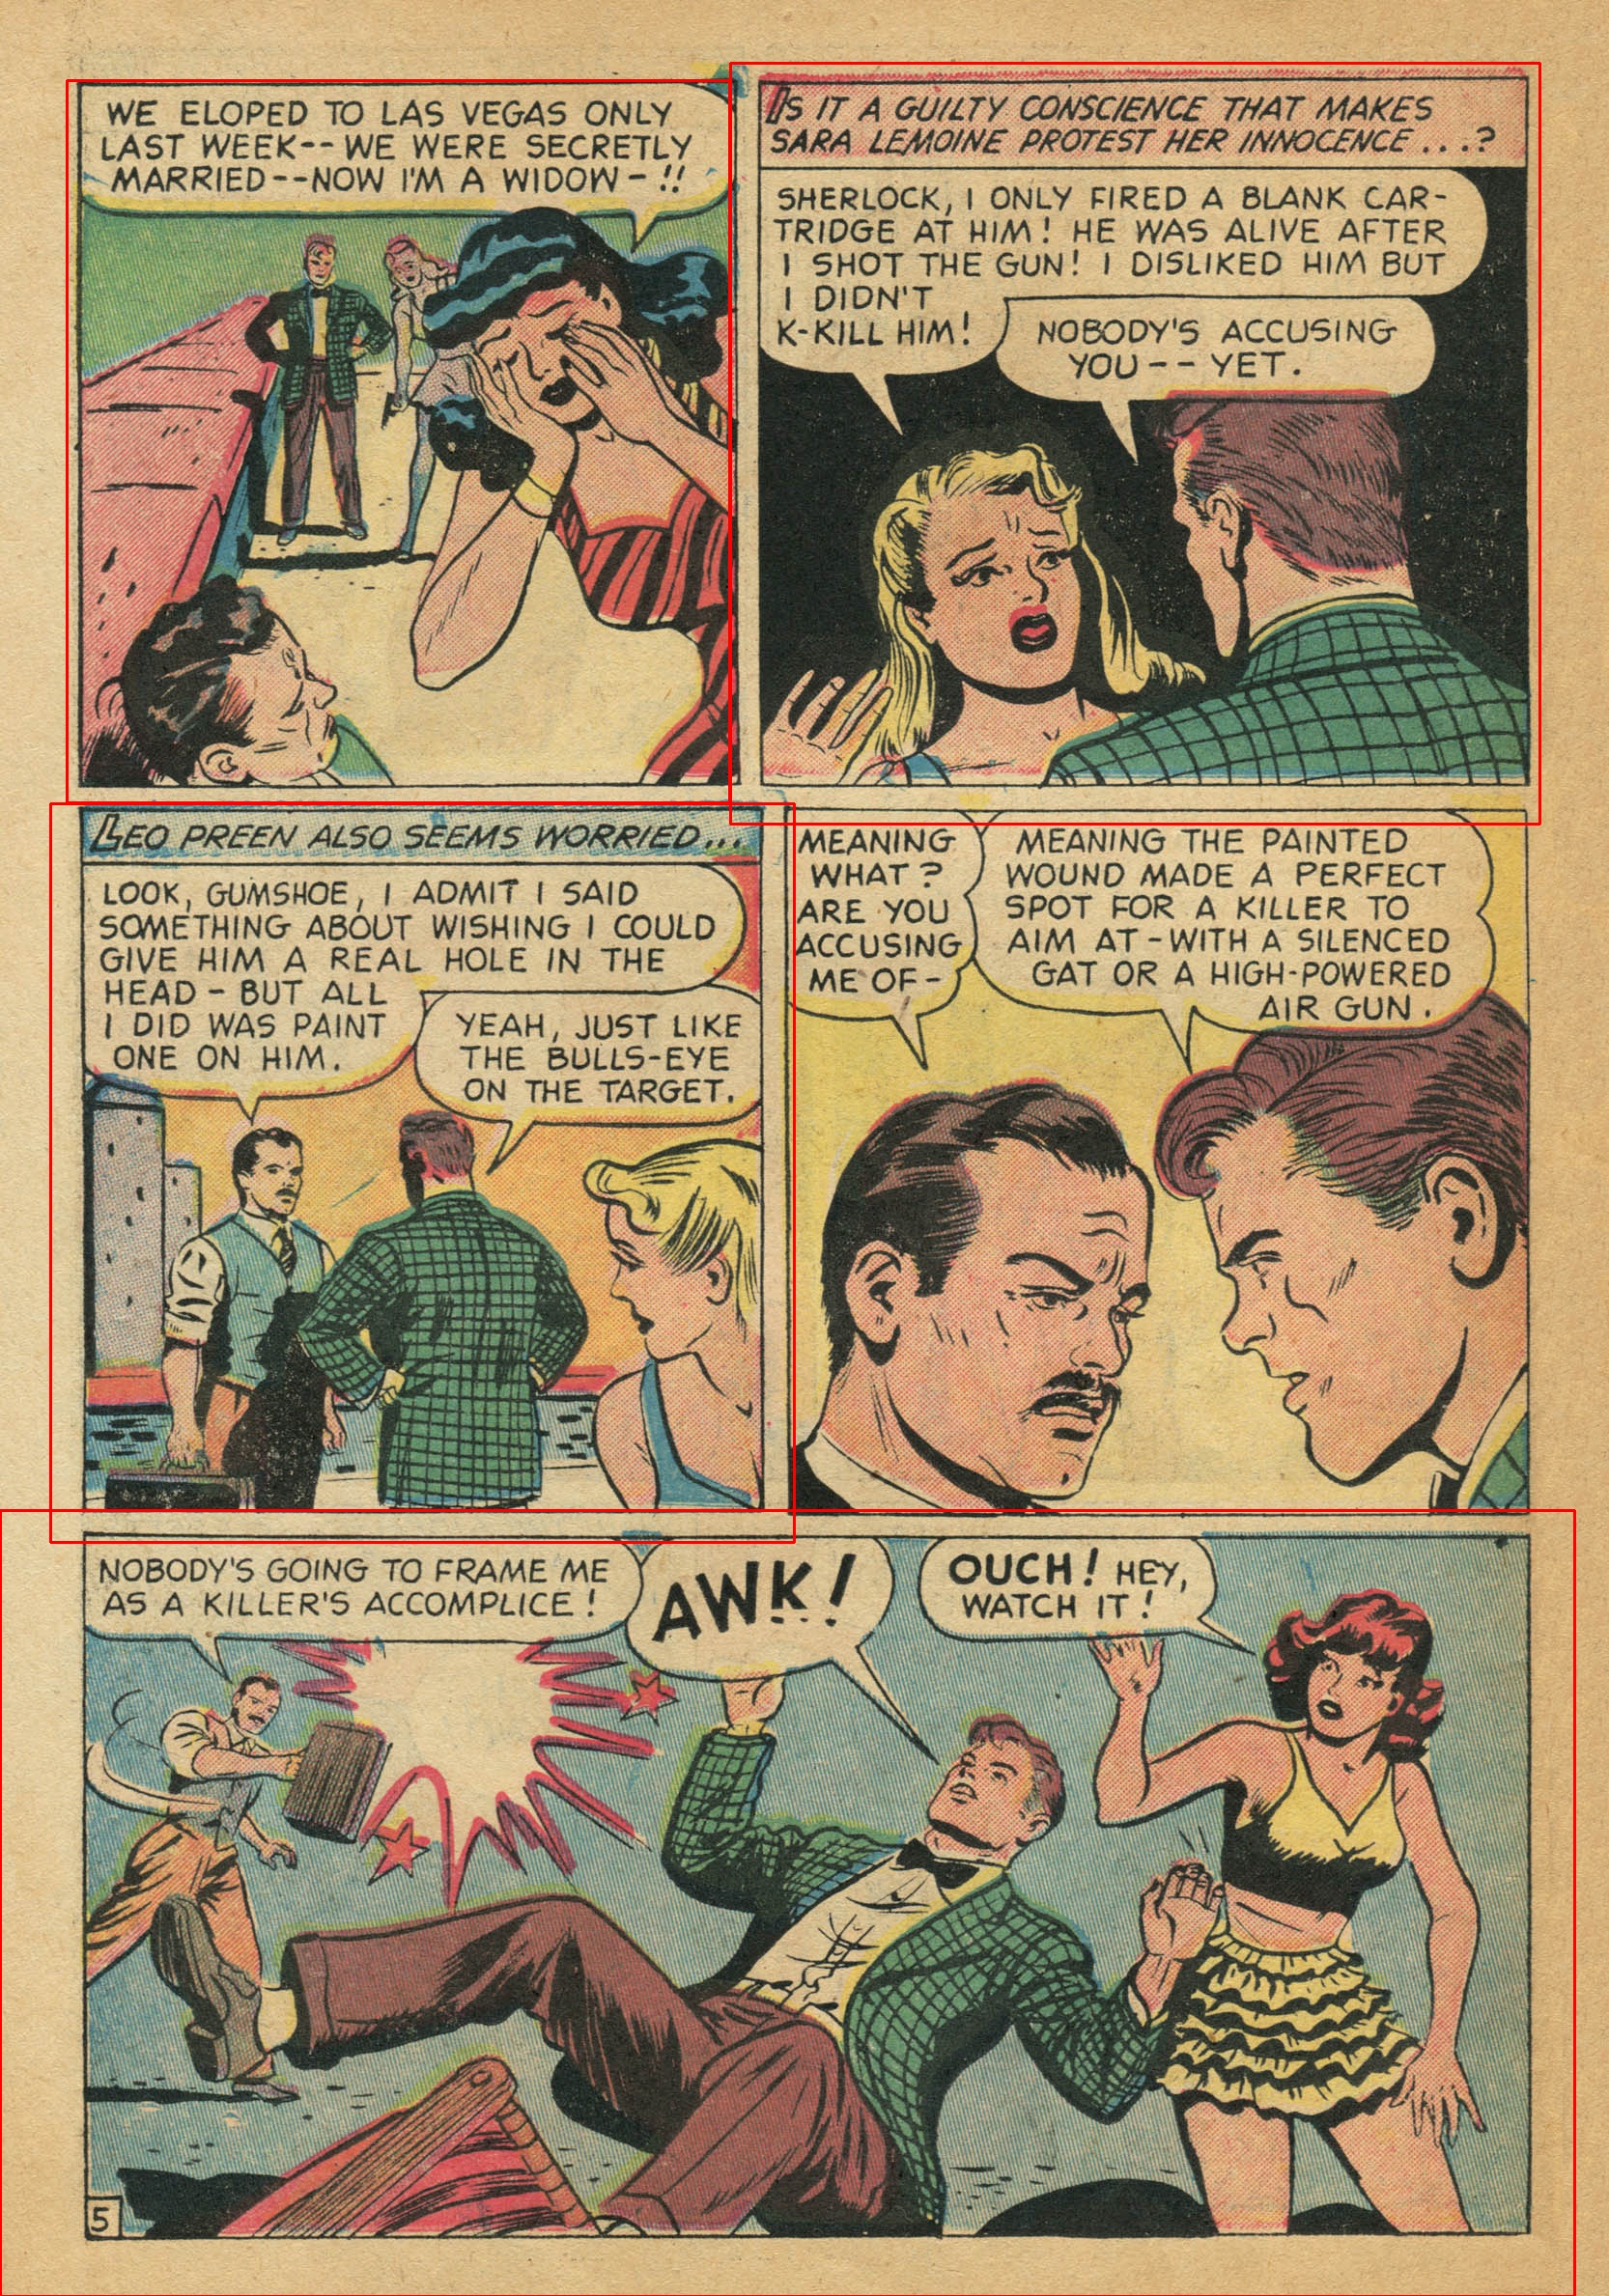 WE ELOPED TO LAS VEGAS ONLY
LAST WEEK--WE WERE SECRETLY
MARRIED--NOW I'M A WIDOW-!!
IS IT A GUILTY CONSCIENCE THAT MAKES
SARA LEMOINE PROTEST HER INNOCENCE...?
SHERLOCK, I ONLY FIRED A BLANK CAR-
TRIDGE AT HIM! HE WAS ALIVE AFTER
I SHOT THE GUN! I DISLIKED HIM BUT
I DIDN'T
K-KILL HIM!
NOBODY'S ACCUSING
YOU--YET.
LEO PREEN ALSO SEEMS WORRIED...
LOOK, GUMSHOE, I ADMIT I SAID
SOMETHING ABOUT WISHING I COULD
GIVE HIM A REAL HOLE IN THE
HEAD-BUT ALL
I DID WAS PAINT
ONE ON HIM.
YEAH, JUST LIKE
THE BULLS-EYE
ON THE TARGET.
MEANING
WHAT?
ARE YOU
ACCUSING
ME OF-
MEANING THE PAINTED
WOUND MADE A PERFECT
SPOT FOR A KILLER TO
AIM AT-WITH A SILENCED
GAT OR A HIGH-POWERED
AIR GUN.
NOBODY'S GOING TO FRAME ME
AS A KILLER'S ACCOMPLICE!
AWK!
OUCH! HEY,
WATCH IT!
5